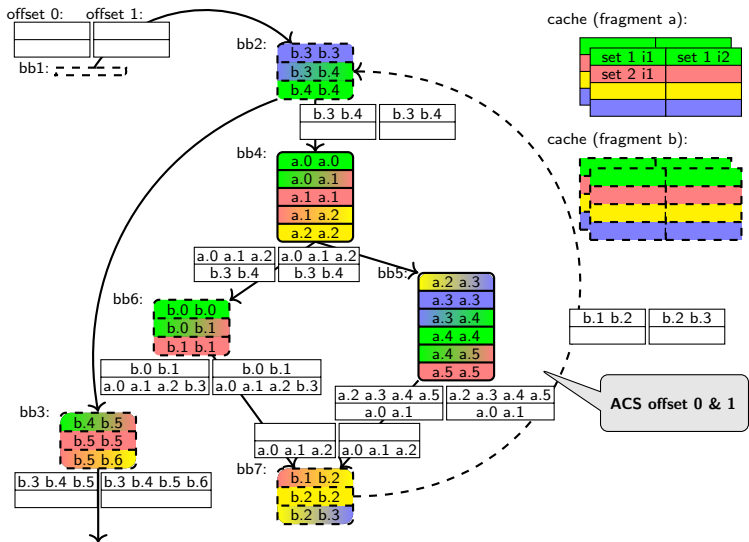 offset 0: offset 1:
bb1:
bb2:
b.3 b.3
b.3 b.4
b.4 b.4
b.3 b.4 b.3 b.4
bb4:
a.0 a.0
a.0 a.1
a.1 a.1
a.1 a.2
a.2 a.2
a.0 a.1 a.2 a.0 a.1 a.2
b.3 b.4 b.3 b.4
bb5:
a.2 a.3
a.3 a.3
a.3 a.4
a.4 a.4
a.4 a.5
a.5 a.5
a.2 a.3 a.4 a.5 a.2 a.3 a.4 a.5
a.0 a.1 a.0 a.1
bb6:
b.0 b.0
b.0 b.1
b.1 b.1
b.0 b.1 b.0 b.1
a.0 a.1 a.2 b.3 a.0 a.1 a.2 b.3
bb3:
b.4 b.5
b.5 b.5
b.5 b.6
b.3 b.4 b.5 b.3 b.4 b.5 b.6
a.0 a.1 a.2 a.0 a.1 a.2
bb7:
b.1 b.2
b.2 b.2
b.2 b.3
b.1 b.2 b.2 b.3
cache (fragment a)
set 1 i1 set 1 i2
set 2 i1
cache (fragment b)
ACS offset 0 & 1